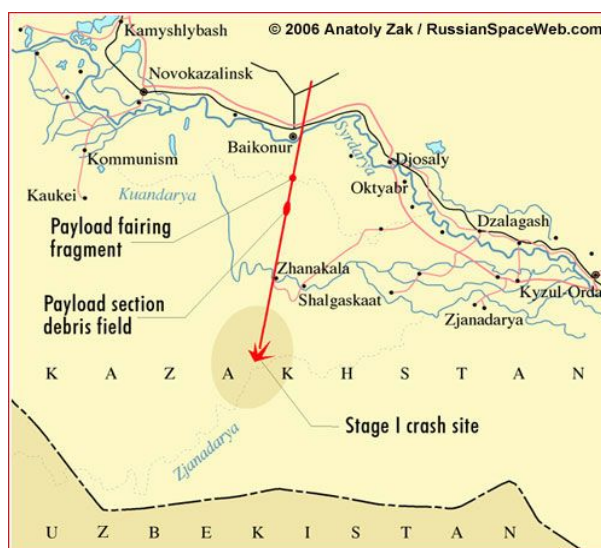 © 2006 Anatoly Zak / RussianSpaceWeb.com
Kamyshlybash
Novokazalinsk
Baikonur
Syrdarya
Kommunism
Djosaly
Kaukei
Kuandarya
Oktyabr
Payload fairing
fragment
Dzalagash
Zhanakala
Payload section
debris field
Shalgaskaat
Kyzul-Orda
Zjanadarya
K A Z A K H S T A N
Stage I crash site
Zjanadarya
U Z B E K I S T A N